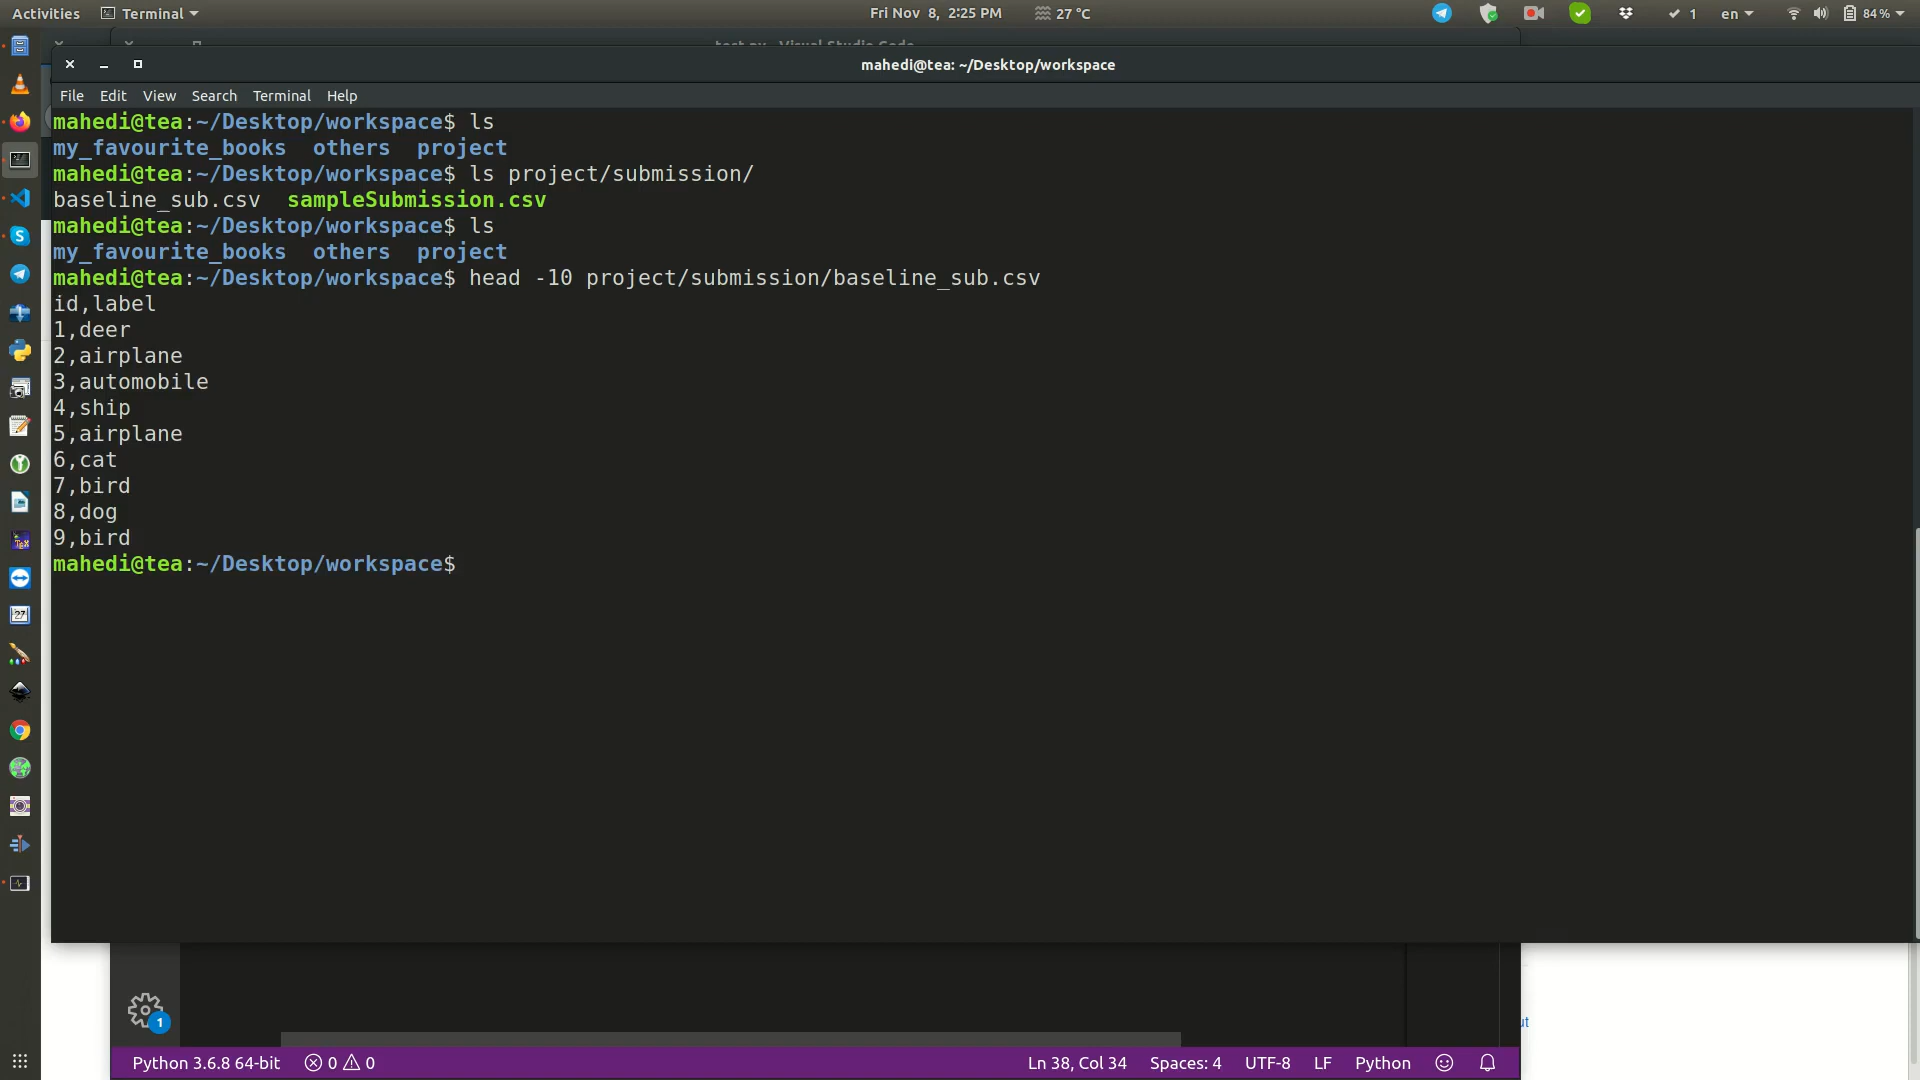 Activities Terminal Fri Nov 8, 2:25 PM 27 °C 1 en 84 %
mahedi@tea: ~/Desktop/workspace
File Edit View Search Terminal Help
mahedi@tea:~/Desktop/workspace$ ls
my_favourite_books others project
mahedi@tea:~/Desktop/workspace$ ls project/submission/
baseline_sub.csv sampleSubmission.csv
mahedi@tea:~/Desktop/workspace$ ls
my_favourite_books others project
mahedi@tea:~/Desktop/workspace$ head -10 project/submission/baseline_sub.csv
id,label
1,deer
2,airplane
3,automobile
4,ship
5,airplane
6,cat
7,bird
8,dog
9,bird
mahedi@tea:~/Desktop/workspace$
1
Python 3.6.8 64-bit 0 0 Ln 38, Col 34 Spaces: 4 UTF-8 LF Python